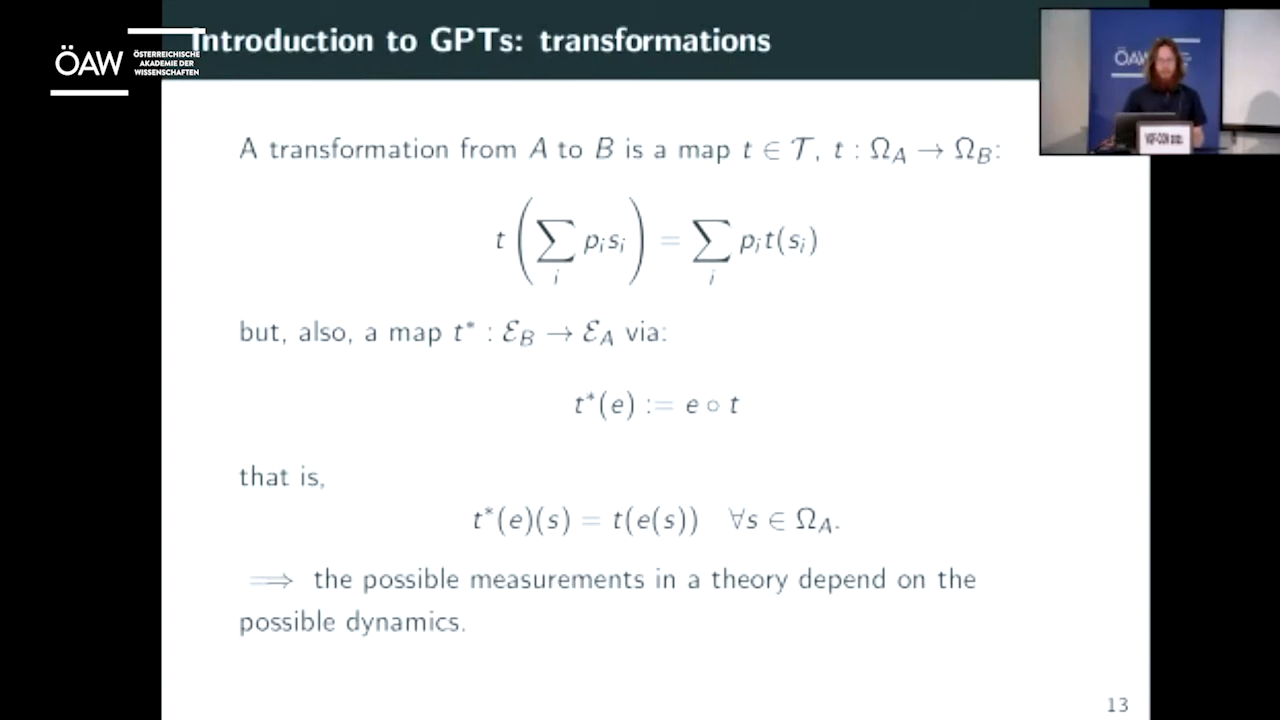 ÖAW
ÖSTERREICHISCHE
AKADEMIE DER
WISSENSCHAFTEN
Introduction to GPTs: transformations
A transformation from A to B is a map t ∈ 𝒯, t : Ω_A → Ω_B:
t(∑_i p_i s_i) = ∑_i p_i t(s_i)
but, also, a map t* : ℰ_B → ℰ_A via:
t*(e) := e ∘ t
that is,
t*(e)(s) = t(e(s)) ∀s ∈ Ω_A.
⟹ the possible measurements in a theory depend on the
possible dynamics.
13